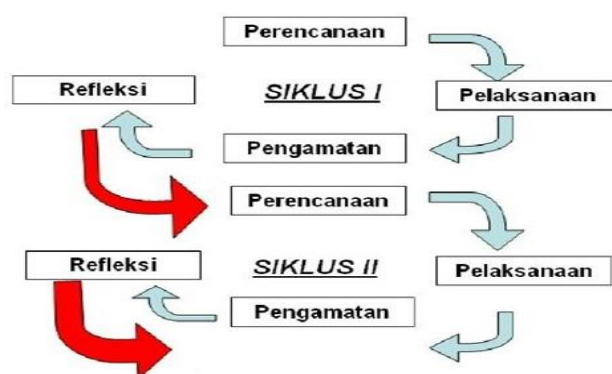 Perencanaan
Refleksi
SIKLUS I
Pelaksanaan
Pengamatan
Perencanaan
Refleksi
SIKLUS II
Pelaksanaan
Pengamatan